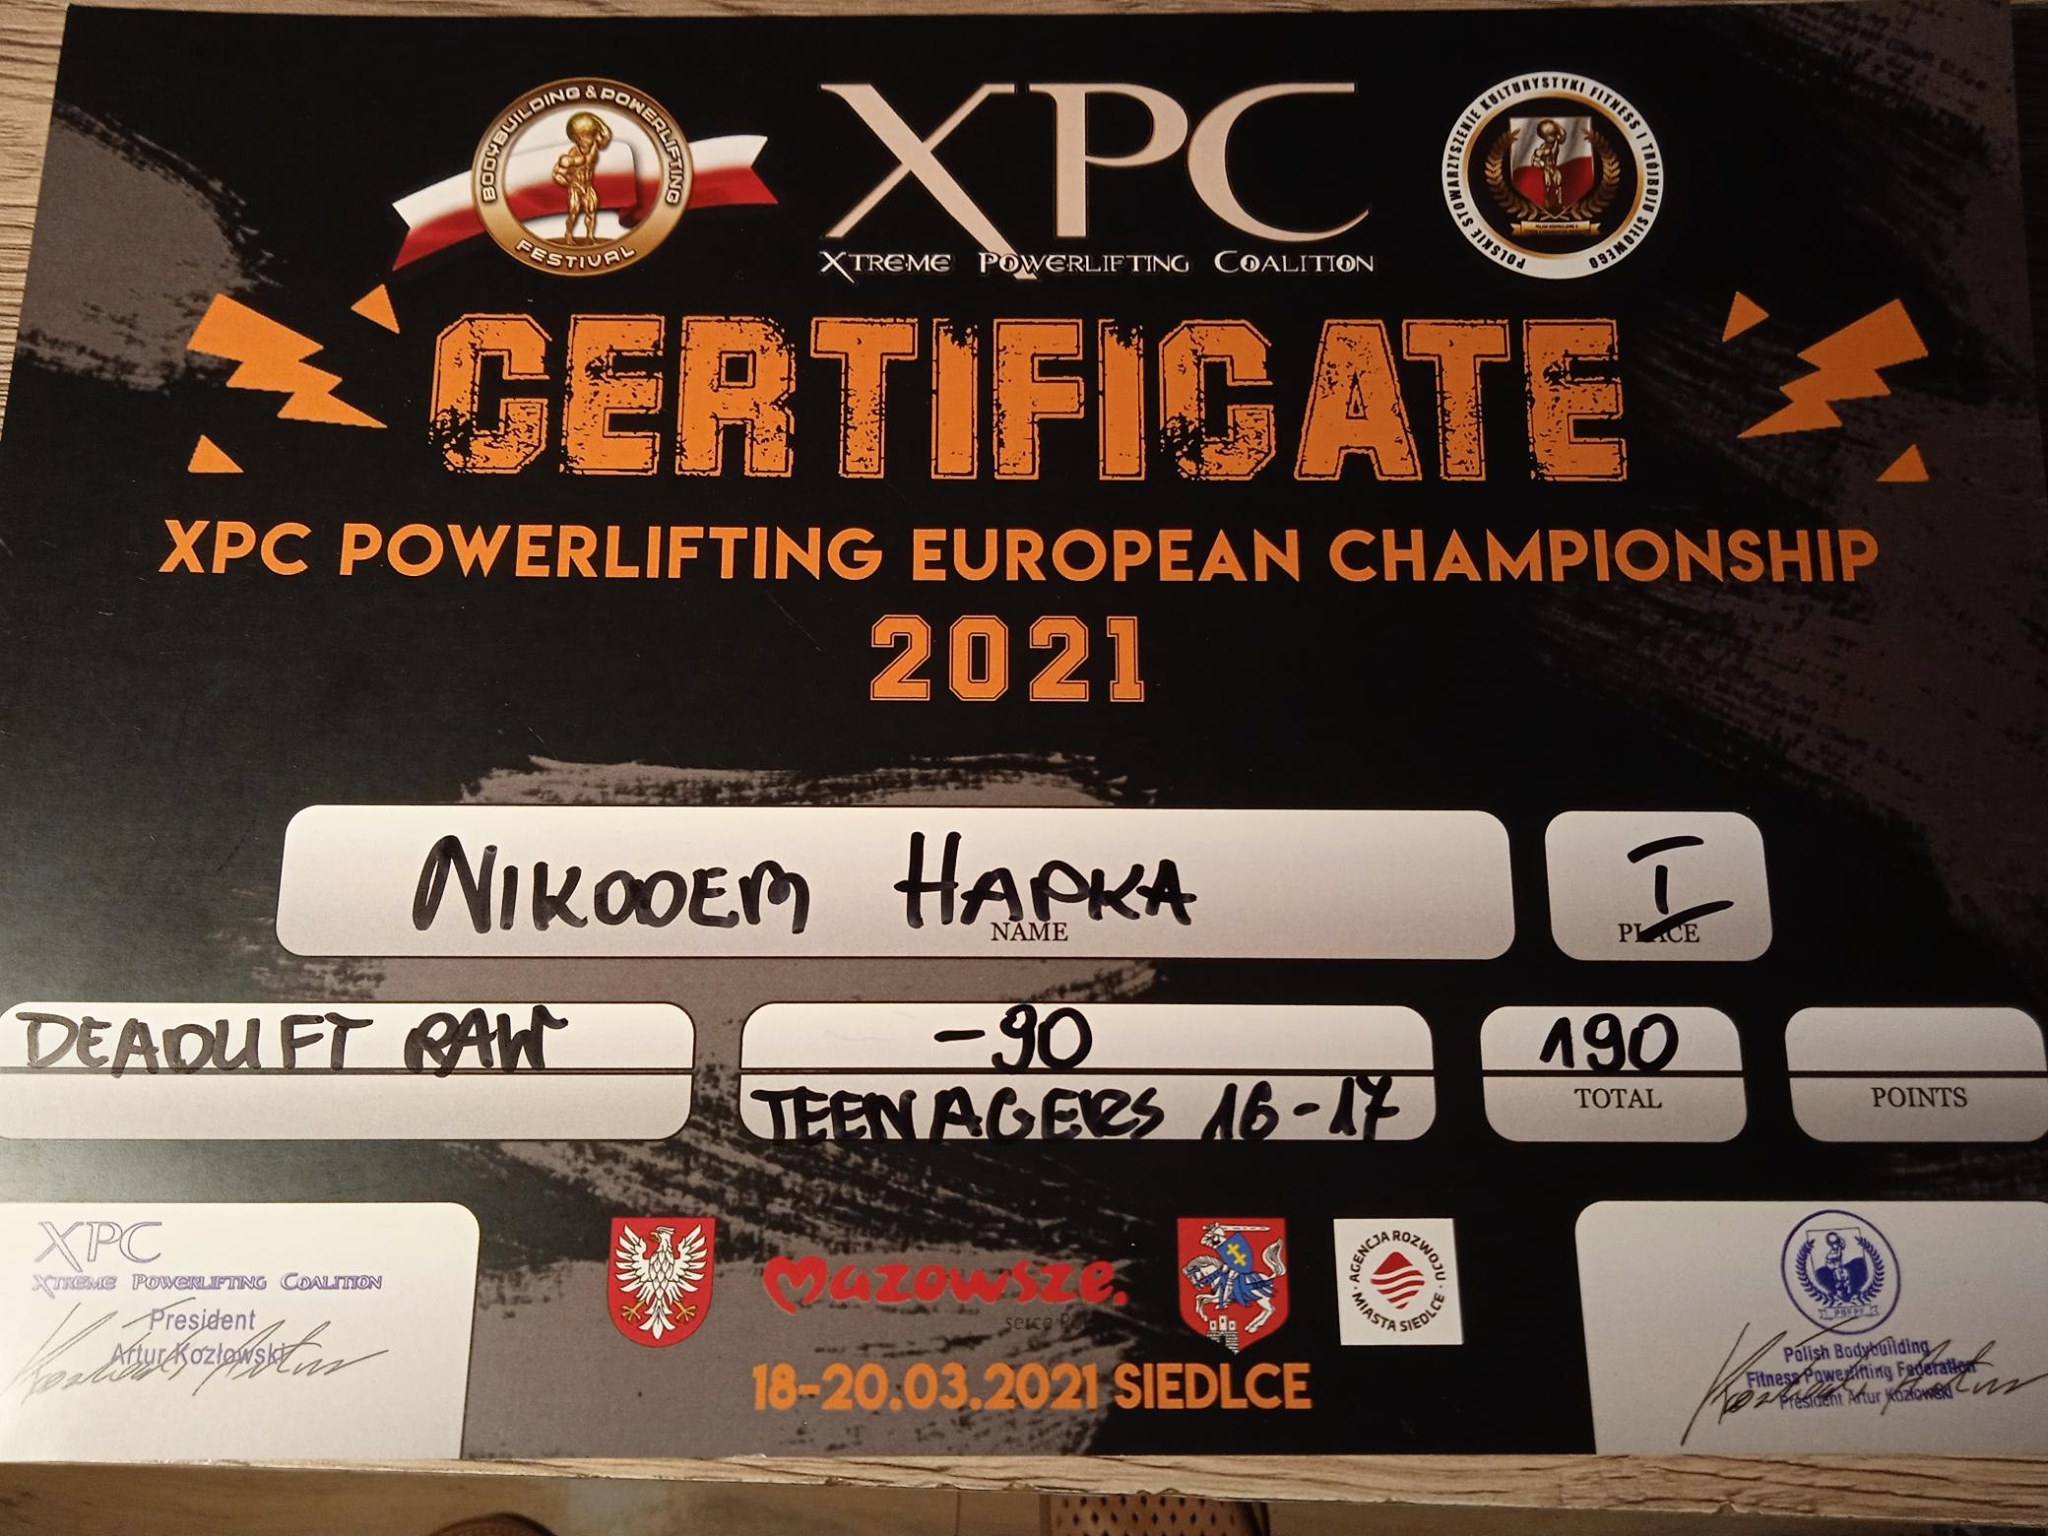 BODYBUILDING & POWERLIFTING
FESTIVAL
XPC
XTREME POWERLIFTING COALITION
POLSKIE STOWARZYSZENIE KULTURYSTYKI FITNESS I TRÓJBOJU SIŁOWEGO
CERTIFICATE
XPC POWERLIFTING EUROPEAN CHAMPIONSHIP
2021
NIKODEM HAPKA
NAME
I
PLACE
DEADLIFT RAW
-90
TEENAGERS 16-17
190
TOTAL
POINTS
XPC
XTREME POWERLIFTING COALITION
President
Artur Kozłowski
Mazowsze.
serce
AGENCJA ROZWOJU
MIASTA SIEDLCE
18-20.03.2021 SIEDLCE
Polish Bodybuilding
Fitness Powerlifting Federation
President Artur Kozłowski